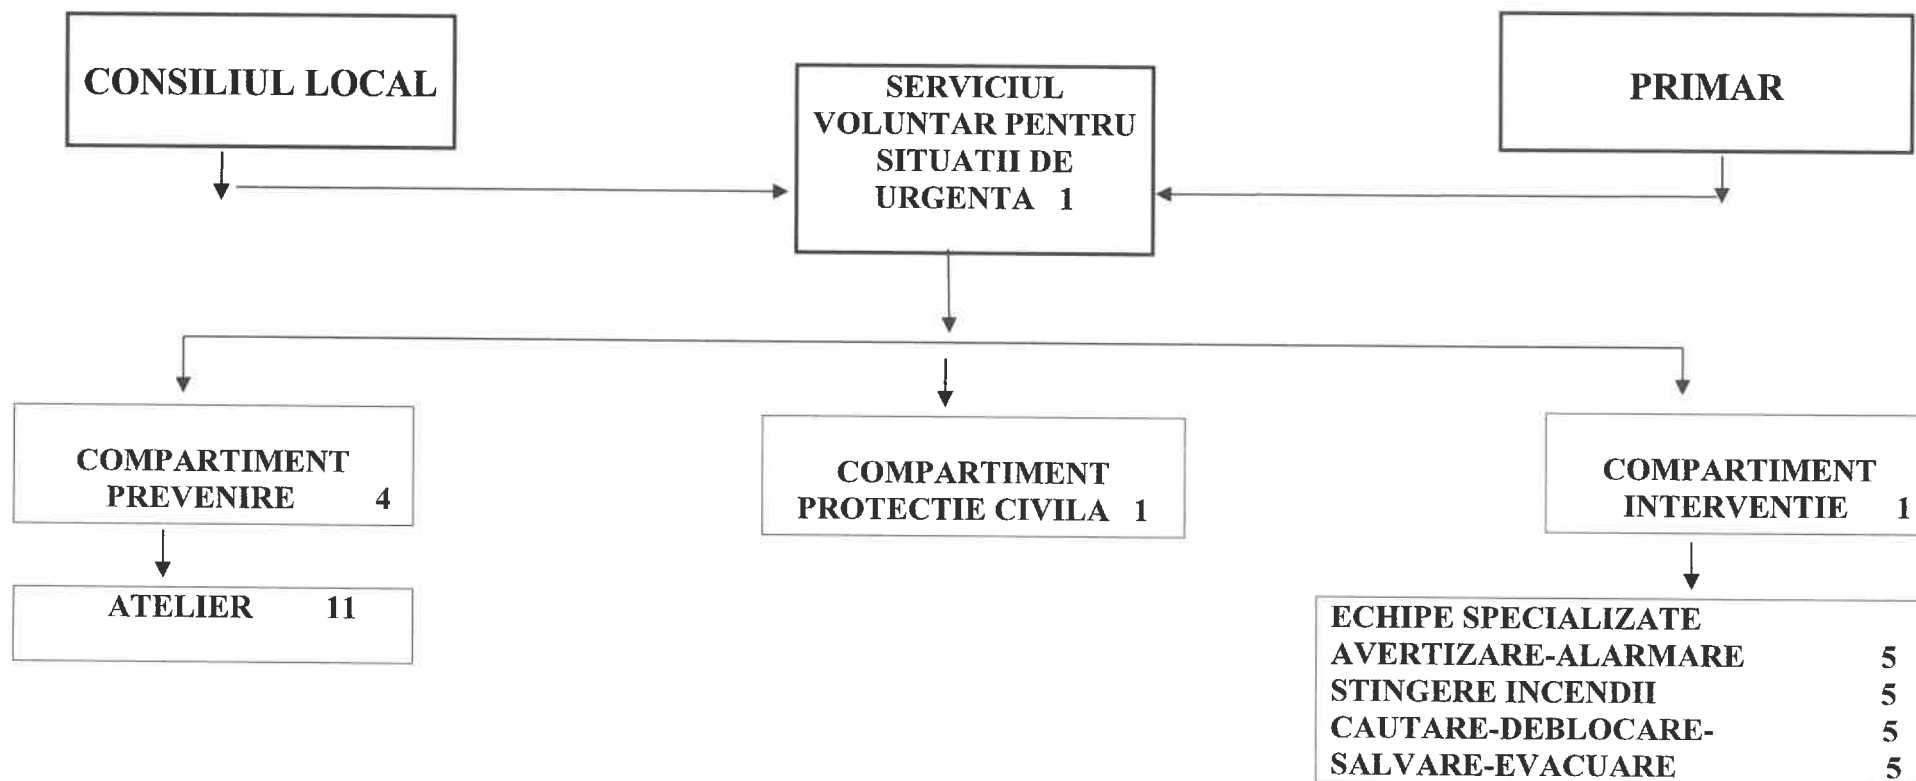 CONSILIUL LOCAL
SERVICIUL
VOLUNTAR PENTRU
SITUATII DE
URGENTA 1
PRIMAR
COMPARTIMENT
PREVENIRE 4
COMPARTIMENT
PROTECTIE CIVILA 1
COMPARTIMENT
INTERVENTIE 1
ATELIER 11
ECHIPE SPECIALIZATE
AVERTIZARE-ALARMARE 5
STINGERE INCENDII 5
CAUTARE-DEBLOCARE- 5
SALVARE-EVACUARE 5